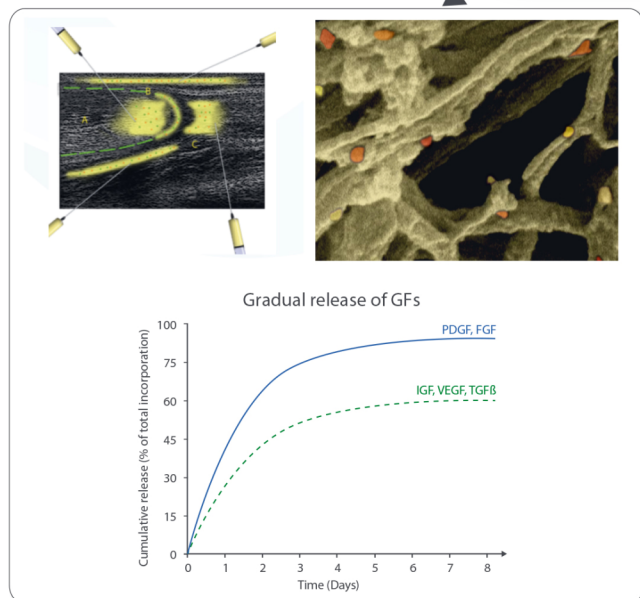 A
B
C
Gradual release of GFs
Cumulative release (% of total incorporation)
100
75
60
45
30
15
0
PDGF, FGF
IGF, VEGF, TGFß
0 1 2 3 4 5 6 7 8
Time (Days)